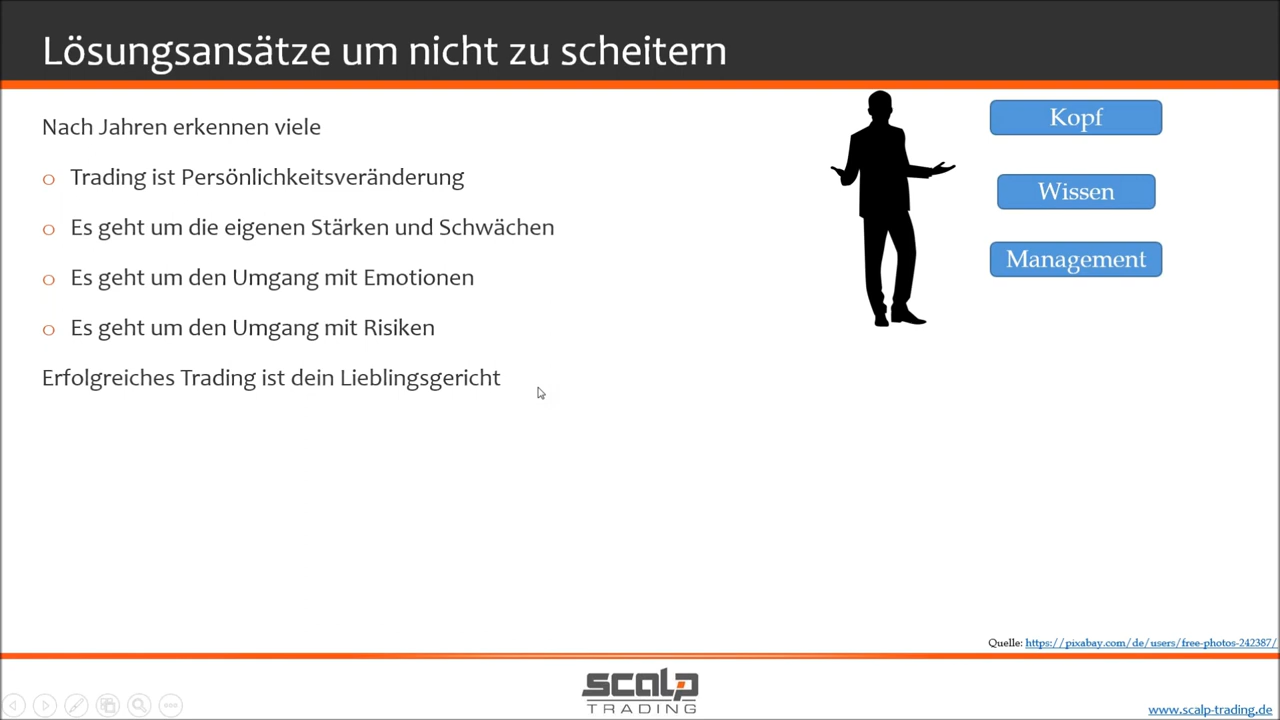 Lösungsansätze um nicht zu scheitern
Nach Jahren erkennen viele
o Trading ist Persönlichkeitsveränderung
o Es geht um die eigenen Stärken und Schwächen
o Es geht um den Umgang mit Emotionen
o Es geht um den Umgang mit Risiken
Erfolgreiches Trading ist dein Lieblingsgericht
Kopf
Wissen
Management
Quelle: https://pixabay.com/de/users/free-photos-242387/
scalp
TRADING
www.scalp-trading.de